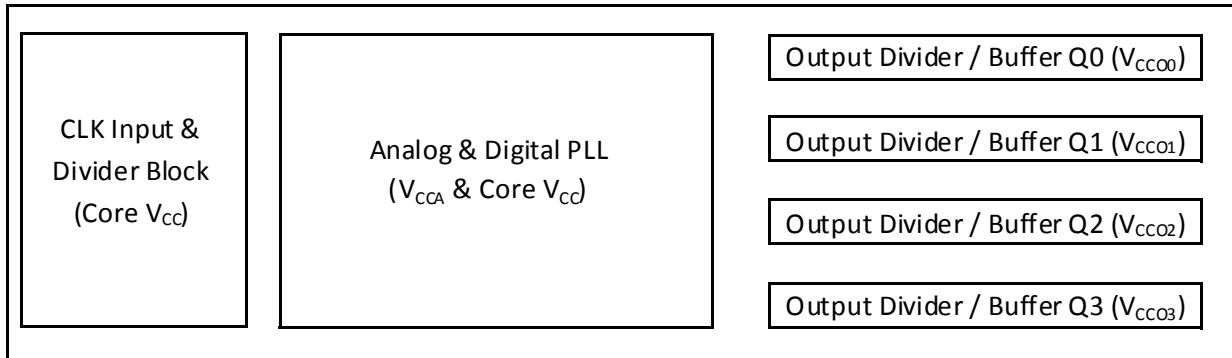 CLK Input &
Divider Block
(Core VCC)
Analog & Digital PLL
(VCCA & Core VCC)
Output Divider / Buffer Q0 (VCCO0)
Output Divider / Buffer Q1 (VCCO1)
Output Divider / Buffer Q2 (VCCO2)
Output Divider / Buffer Q3 (VCCO3)